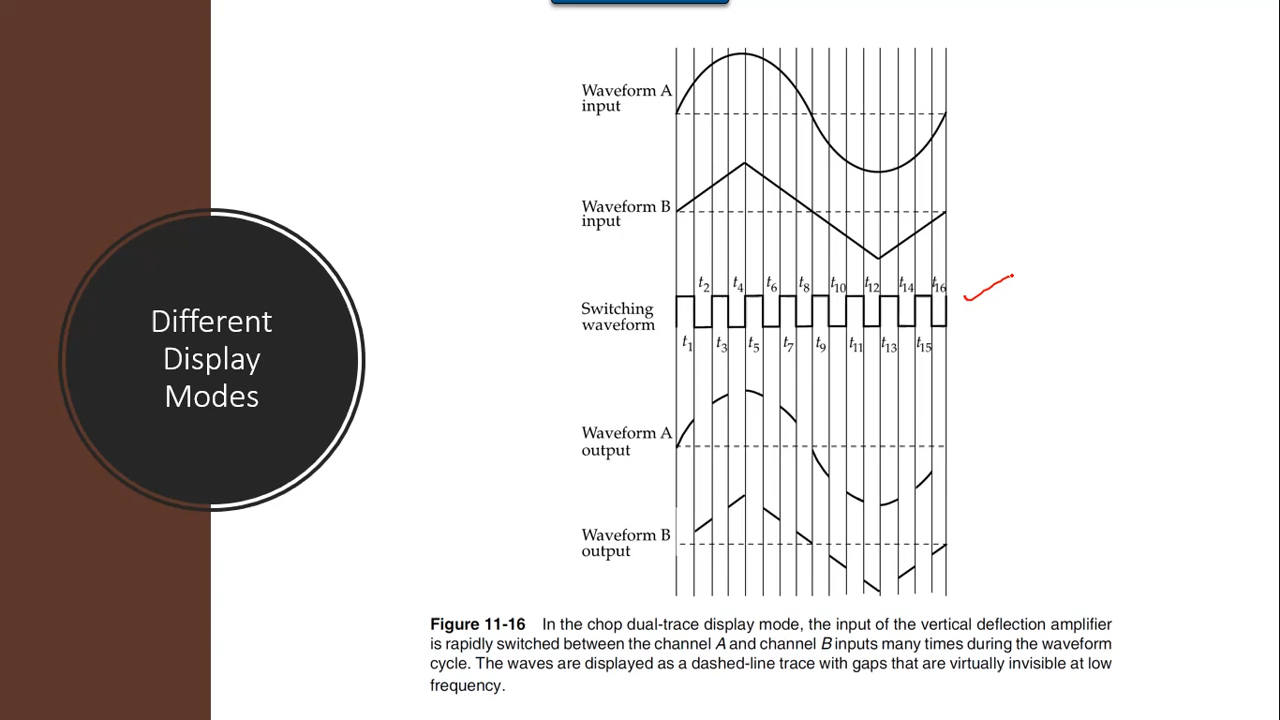 Different
Display
Modes
Waveform A
input
Waveform B
input
t2 t4 t6 t8 t10 t12 t14 t16
Switching
waveform
t1 t3 t5 t7 t9 t11 t13 t15
Waveform A
output
Waveform B
output
Figure 11-16 In the chop dual-trace display mode, the input of the vertical deflection amplifier
is rapidly switched between the channel A and channel B inputs many times during the waveform
cycle. The waves are displayed as a dashed-line trace with gaps that are virtually invisible at low
frequency.